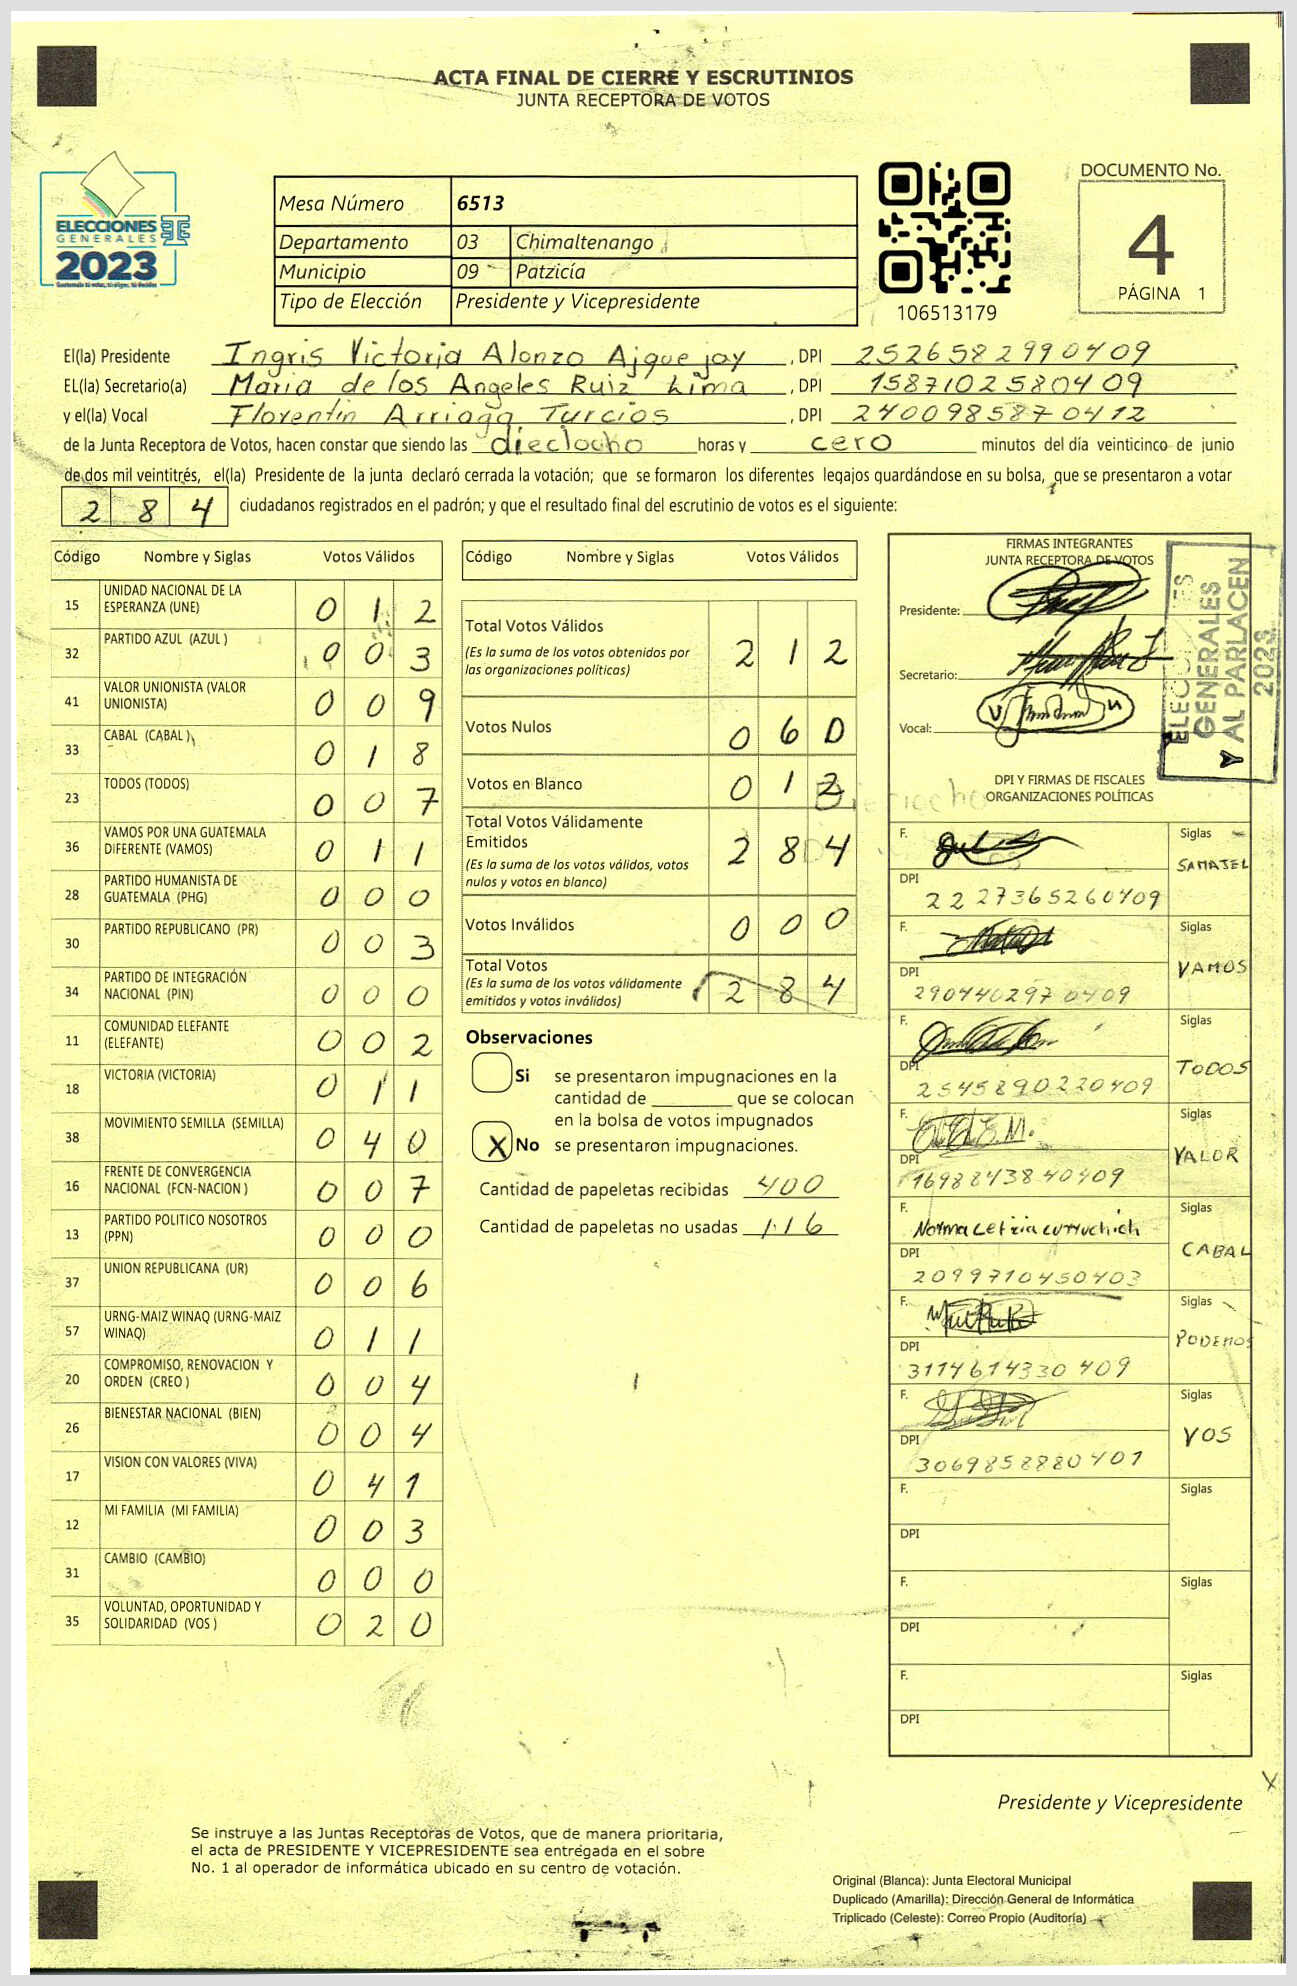 ACTA FINAL DE CIERRE Y ESCRUTINIOS
JUNTA RECEPTORA DE VOTOS
ELECCIONES
GENERALES
2023
Mesa Número 6513
Departamento 03 Chimaltenango
Municipio 09 Patzicía
Tipo de Elección Presidente y Vicepresidente
106513179
DOCUMENTO No.
4
PÁGINA 1
El(la) Presidente Ingris Victoria Alonzo Ajquejay , DPI 2526582990409
EL(la) Secretario(a) Maria de los Angeles Ruiz Lima , DPI 1587102580409
y el(la) Vocal Florentin Arriaga Turcios , DPI 2400985870412
de la Junta Receptora de Votos, hacen constar que siendo las dieciocho horas y cero minutos del día veinticinco de junio
de dos mil veintitrés, el(la) Presidente de la junta declaró cerrada la votación; que se formaron los diferentes legajos guardándose en su bolsa, que se presentaron a votar
2 8 4 ciudadanos registrados en el padrón; y que el resultado final del escrutinio de votos es el siguiente:
Código Nombre y Siglas Votos Válidos
15 UNIDAD NACIONAL DE LA ESPERANZA (UNE) 0 1 2
32 PARTIDO AZUL (AZUL ) 0 0 3
41 VALOR UNIONISTA (VALOR UNIONISTA) 0 0 9
33 CABAL (CABAL ) 0 1 8
23 TODOS (TODOS) 0 0 7
36 VAMOS POR UNA GUATEMALA DIFERENTE (VAMOS) 0 1 1
28 PARTIDO HUMANISTA DE GUATEMALA (PHG) 0 0 0
30 PARTIDO REPUBLICANO (PR) 0 0 3
34 PARTIDO DE INTEGRACIÓN NACIONAL (PIN) 0 0 0
11 COMUNIDAD ELEFANTE (ELEFANTE) 0 0 2
18 VICTORIA (VICTORIA) 0 1 1
38 MOVIMIENTO SEMILLA (SEMILLA) 0 4 0
16 FRENTE DE CONVERGENCIA NACIONAL (FCN-NACION ) 0 0 7
13 PARTIDO POLITICO NOSOTROS (PPN) 0 0 0
37 UNION REPUBLICANA (UR) 0 0 6
57 URNG-MAIZ WINAQ (URNG-MAIZ WINAQ) 0 1 1
20 COMPROMISO, RENOVACION Y ORDEN (CREO ) 0 0 4
26 BIENESTAR NACIONAL (BIEN) 0 0 4
17 VISION CON VALORES (VIVA) 0 4 1
12 MI FAMILIA (MI FAMILIA) 0 0 3
31 CAMBIO (CAMBIO) 0 0 0
35 VOLUNTAD, OPORTUNIDAD Y SOLIDARIDAD (VOS ) 0 2 0
Código Nombre y Siglas Votos Válidos
Total Votos Válidos 2 1 2
(Es la suma de los votos obtenidos por
las organizaciones políticas)
Votos Nulos 0 6 0
Votos en Blanco 0 1 2
Total Votos Válidamente
Emitidos 2 8 4
(Es la suma de los votos válidos, votos
nulos y votos en blanco)
Votos Inválidos 0 0 0
Total Votos
(Es la suma de los votos válidamente
emitidos y votos inválidos) 2 8 4
Observaciones
Si se presentaron impugnaciones en la
cantidad de ________ que se colocan
en la bolsa de votos impugnados
X No se presentaron impugnaciones.
Cantidad de papeletas recibidas 400
Cantidad de papeletas no usadas 116
FIRMAS INTEGRANTES
JUNTA RECEPTORA DE VOTOS
Presidente:
Secretario:
Vocal:
ELECCIONES
GENERALES
Y AL PARLACEN
2023
DPI Y FIRMAS DE FISCALES
ORGANIZACIONES POLÍTICAS
F. Siglas
DPI 2227365260409
F. Siglas VAMOS
DPI 2904402970409
F. Siglas TODOS
DPI 2545890220409
F. Siglas VALOR
DPI 1698843840409
F. Norma Leticia Curruchich Siglas CABAL
DPI 2099710450403
F. Siglas PODEMOS
DPI 3114614330409
F. Siglas VOS
DPI 3069858880401
F. Siglas
DPI
F. Siglas
DPI
F. Siglas
DPI
Presidente y Vicepresidente
Se instruye a las Juntas Receptoras de Votos, que de manera prioritaria,
el acta de PRESIDENTE Y VICEPRESIDENTE sea entregada en el sobre
No. 1 al operador de informática ubicado en su centro de votación.
Original (Blanca): Junta Electoral Municipal
Duplicado (Amarilla): Dirección General de Informática
Triplicado (Celeste): Correo Propio (Auditoría)